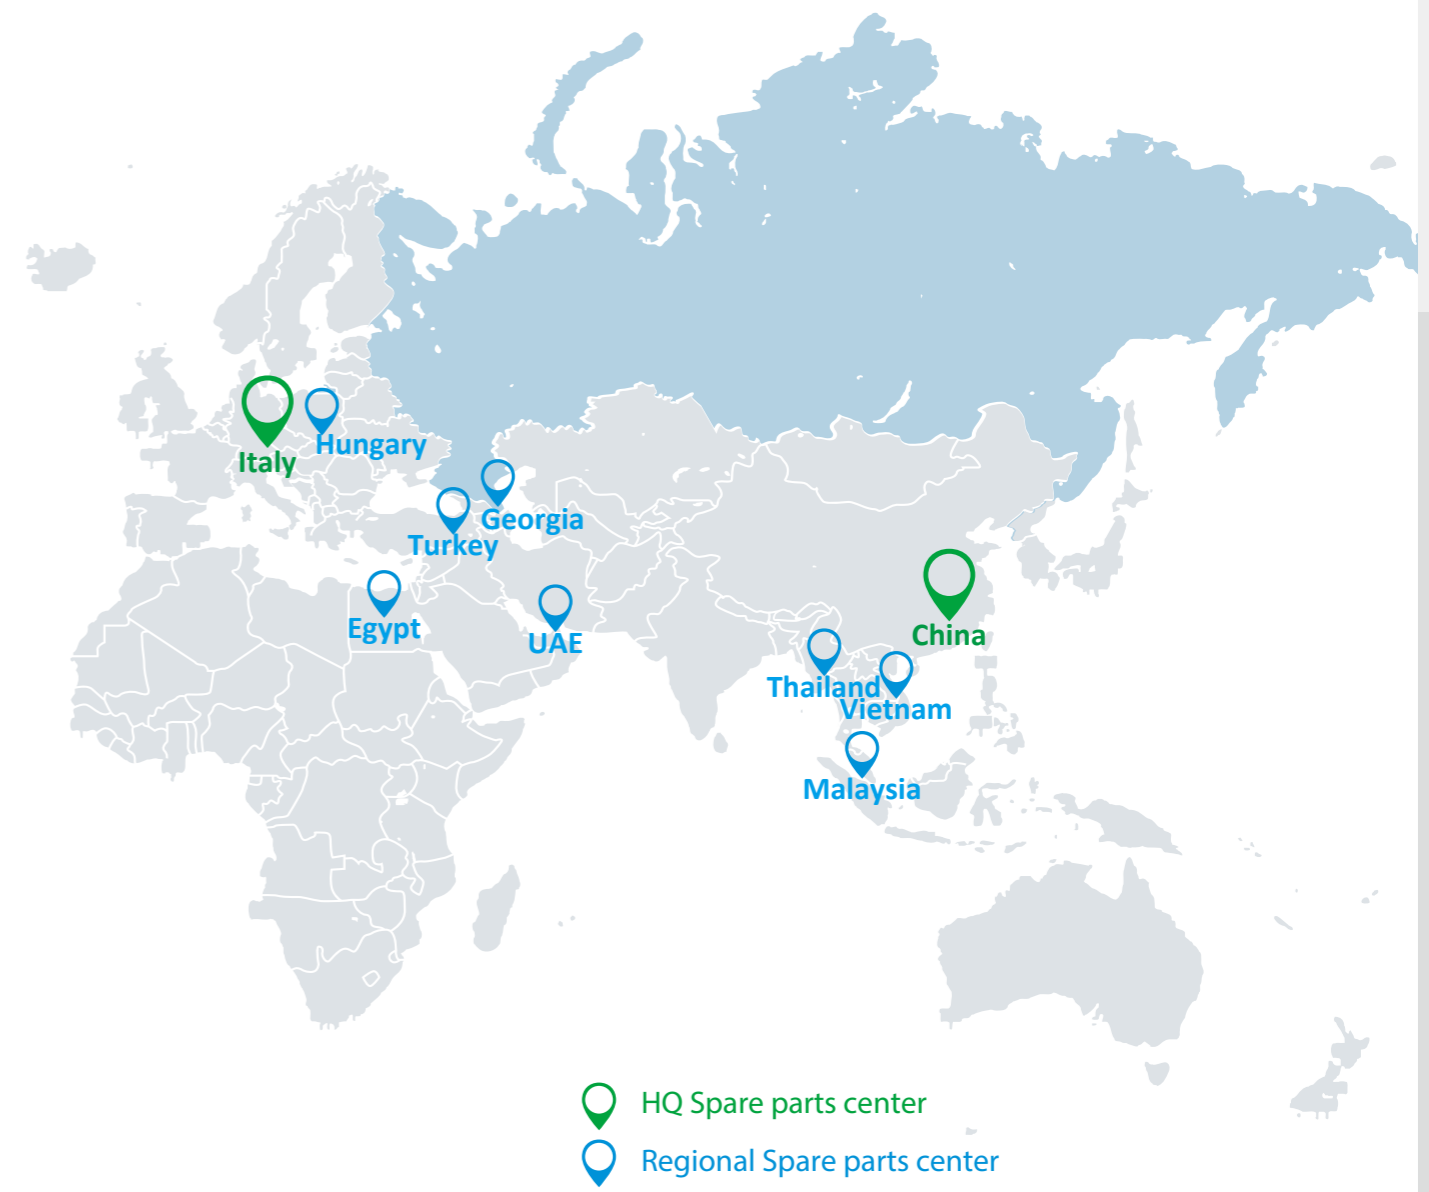 Hungary
Italy
Georgia
Turkey
Egypt
UAE
China
Thailand
Vietnam
Malaysia
HQ Spare parts center
Regional Spare parts center